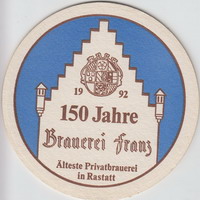 19 92
150 Jahre
Brauerei Franz
Älteste Privatbrauerei
in Rastatt